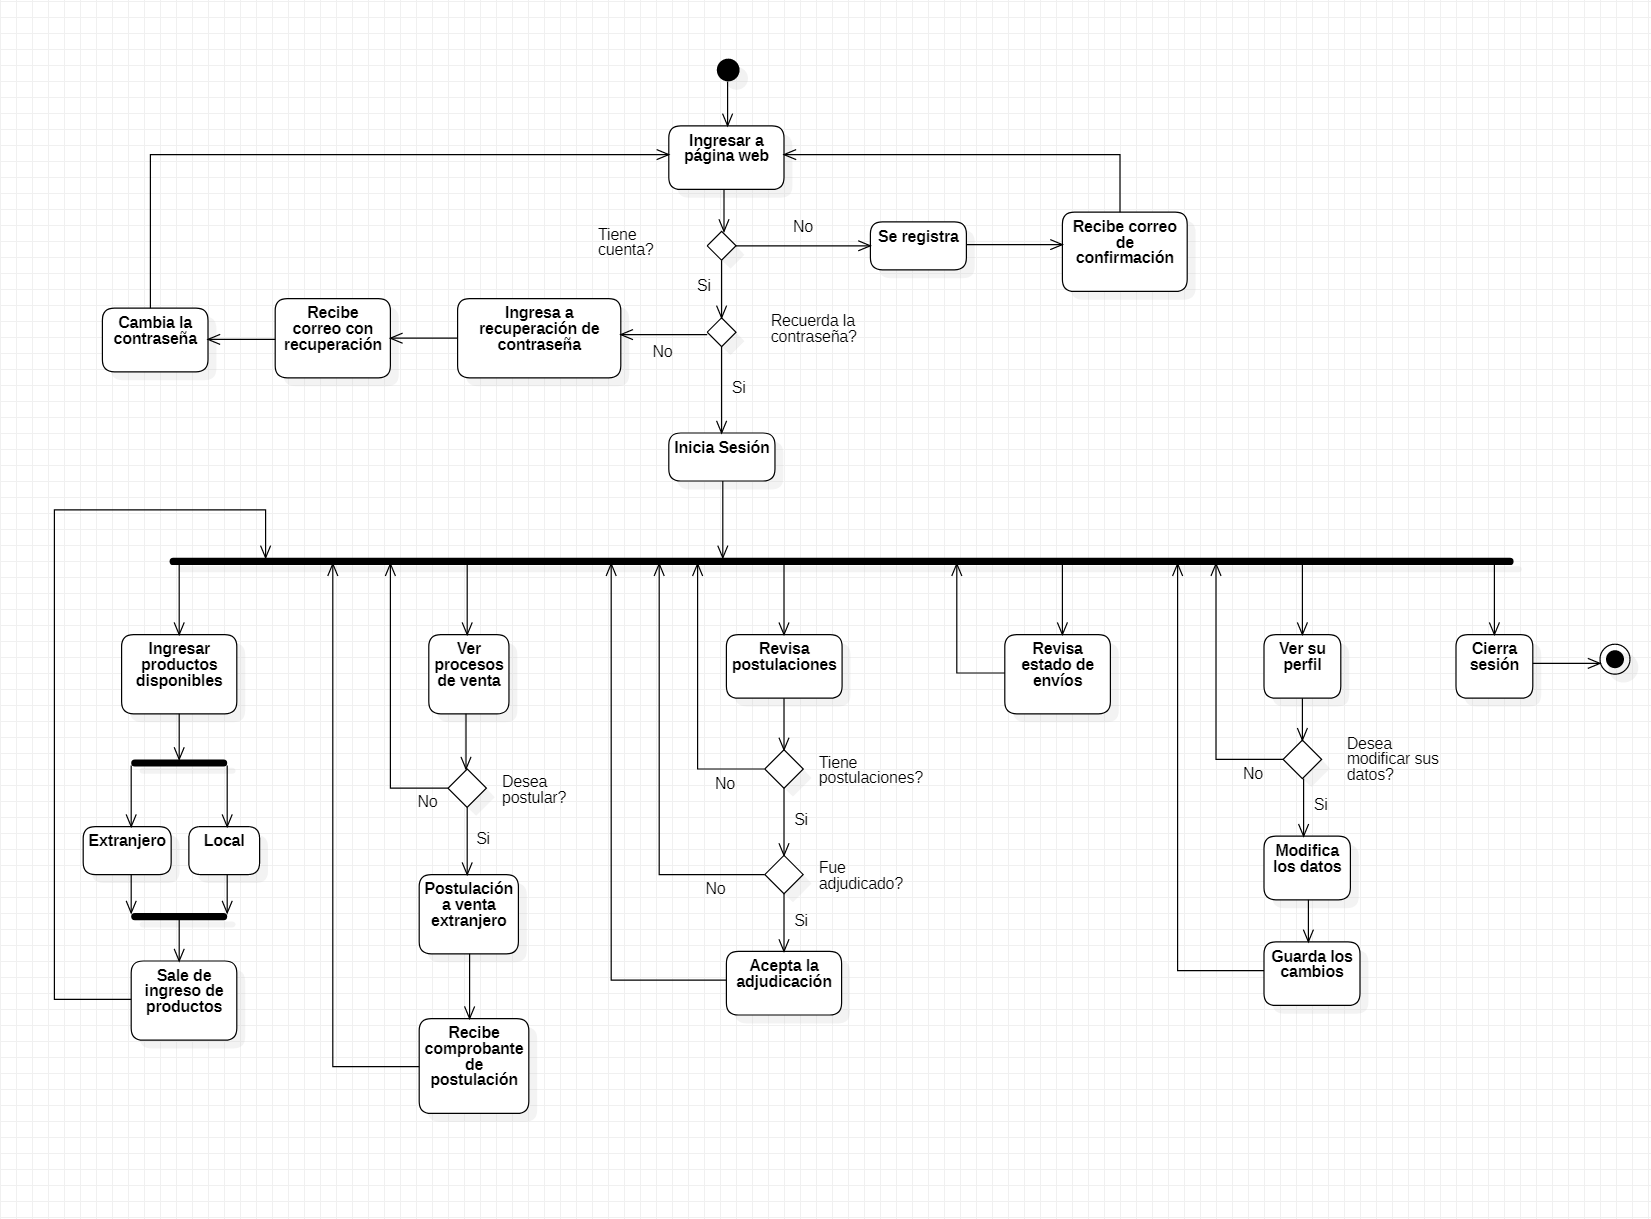 Ingresar a
página web
Tiene
cuenta?
No
Se registra
Recibe correo
de
confirmación
Si
Cambia la
contraseña
Recibe
correo con
recuperación
Ingresa a
recuperación de
contraseña
No
Recuerda la
contraseña?
Si
Inicia Sesión
Ingresar
productos
disponibles
Ver
procesos
de venta
Revisa
postulaciones
Revisa
estado de
envíos
Ver su
perfil
Cierra
sesión
Extranjero
Local
Sale de
ingreso de
productos
No
Desea
postular?
Si
Postulación
a venta
extranjero
Recibe
comprobante
de
postulación
No
Tiene
postulaciones?
Si
No
Fue
adjudicado?
Si
Acepta la
adjudicación
No
Desea
modificar sus
datos?
Si
Modifica
los datos
Guarda los
cambios